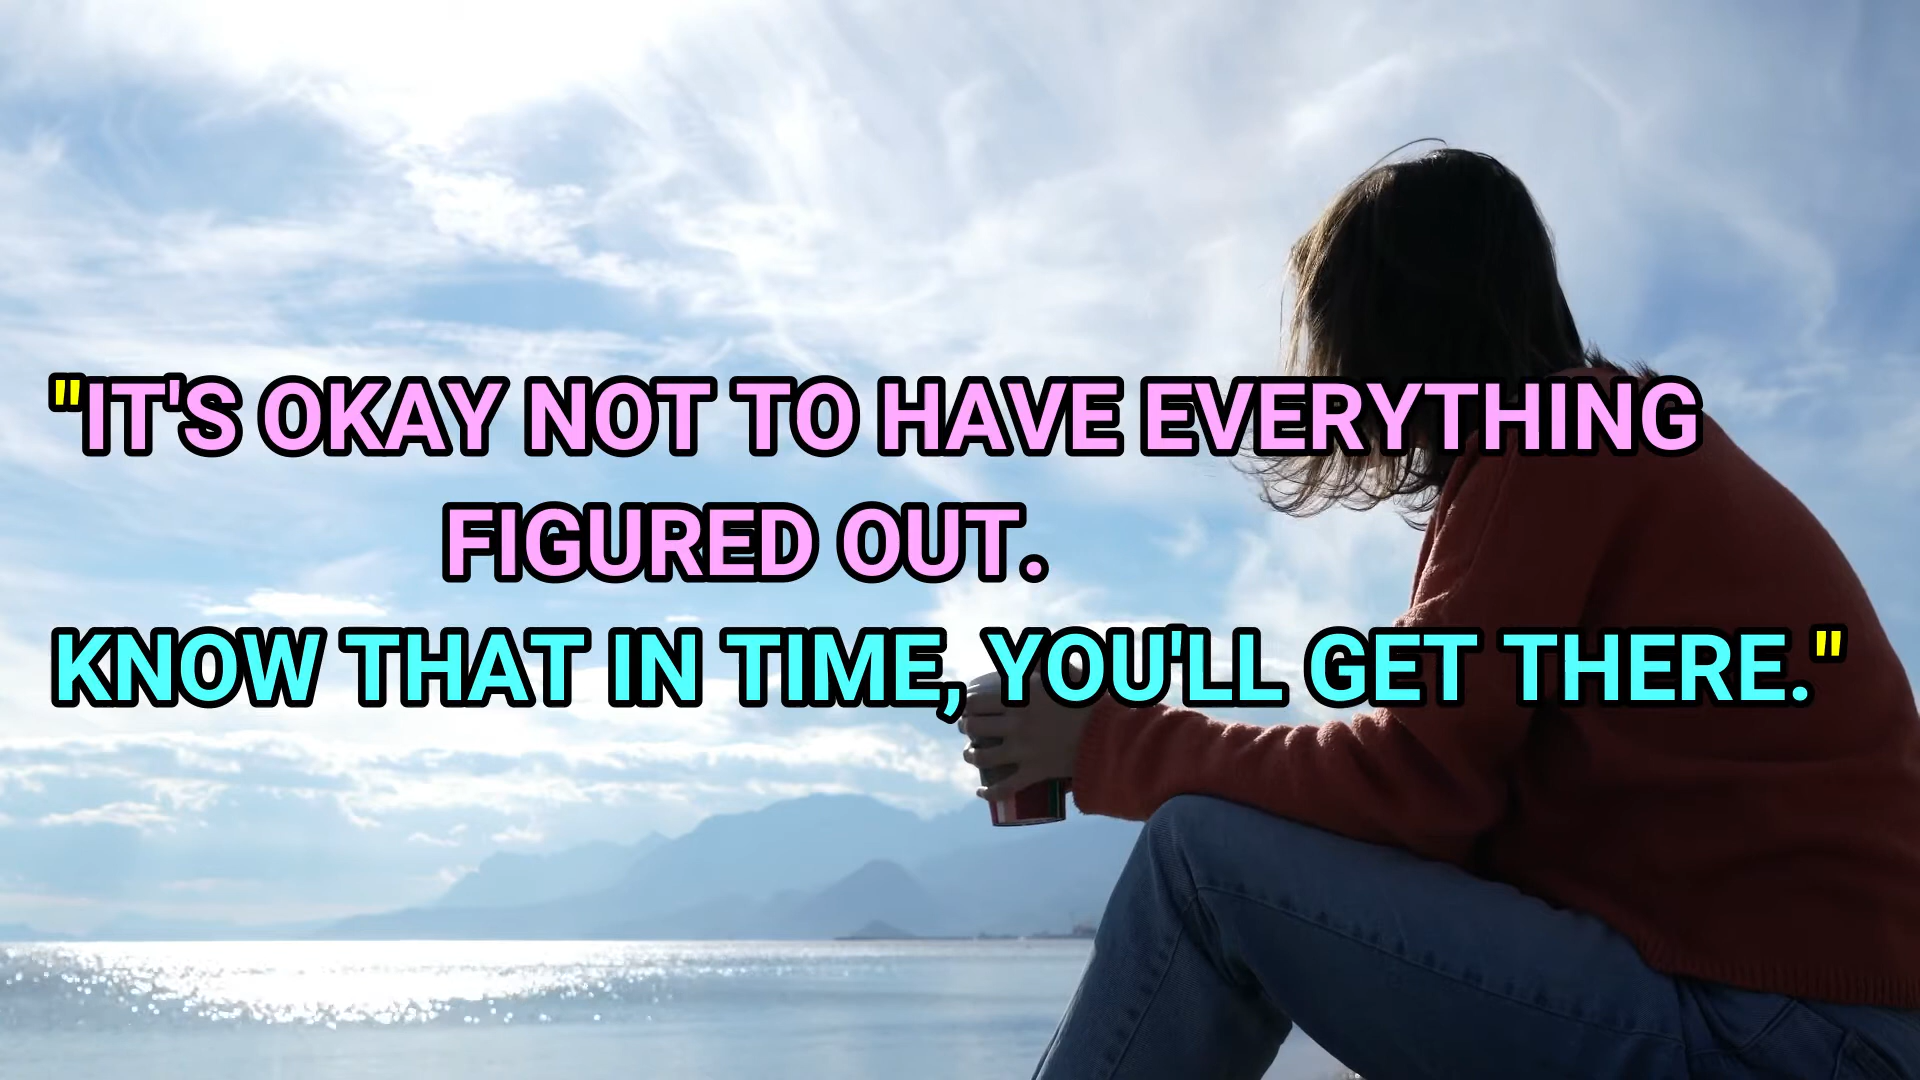 "IT'S OKAY NOT TO HAVE EVERYTHING
FIGURED OUT.
KNOW THAT IN TIME, YOU'LL GET THERE."